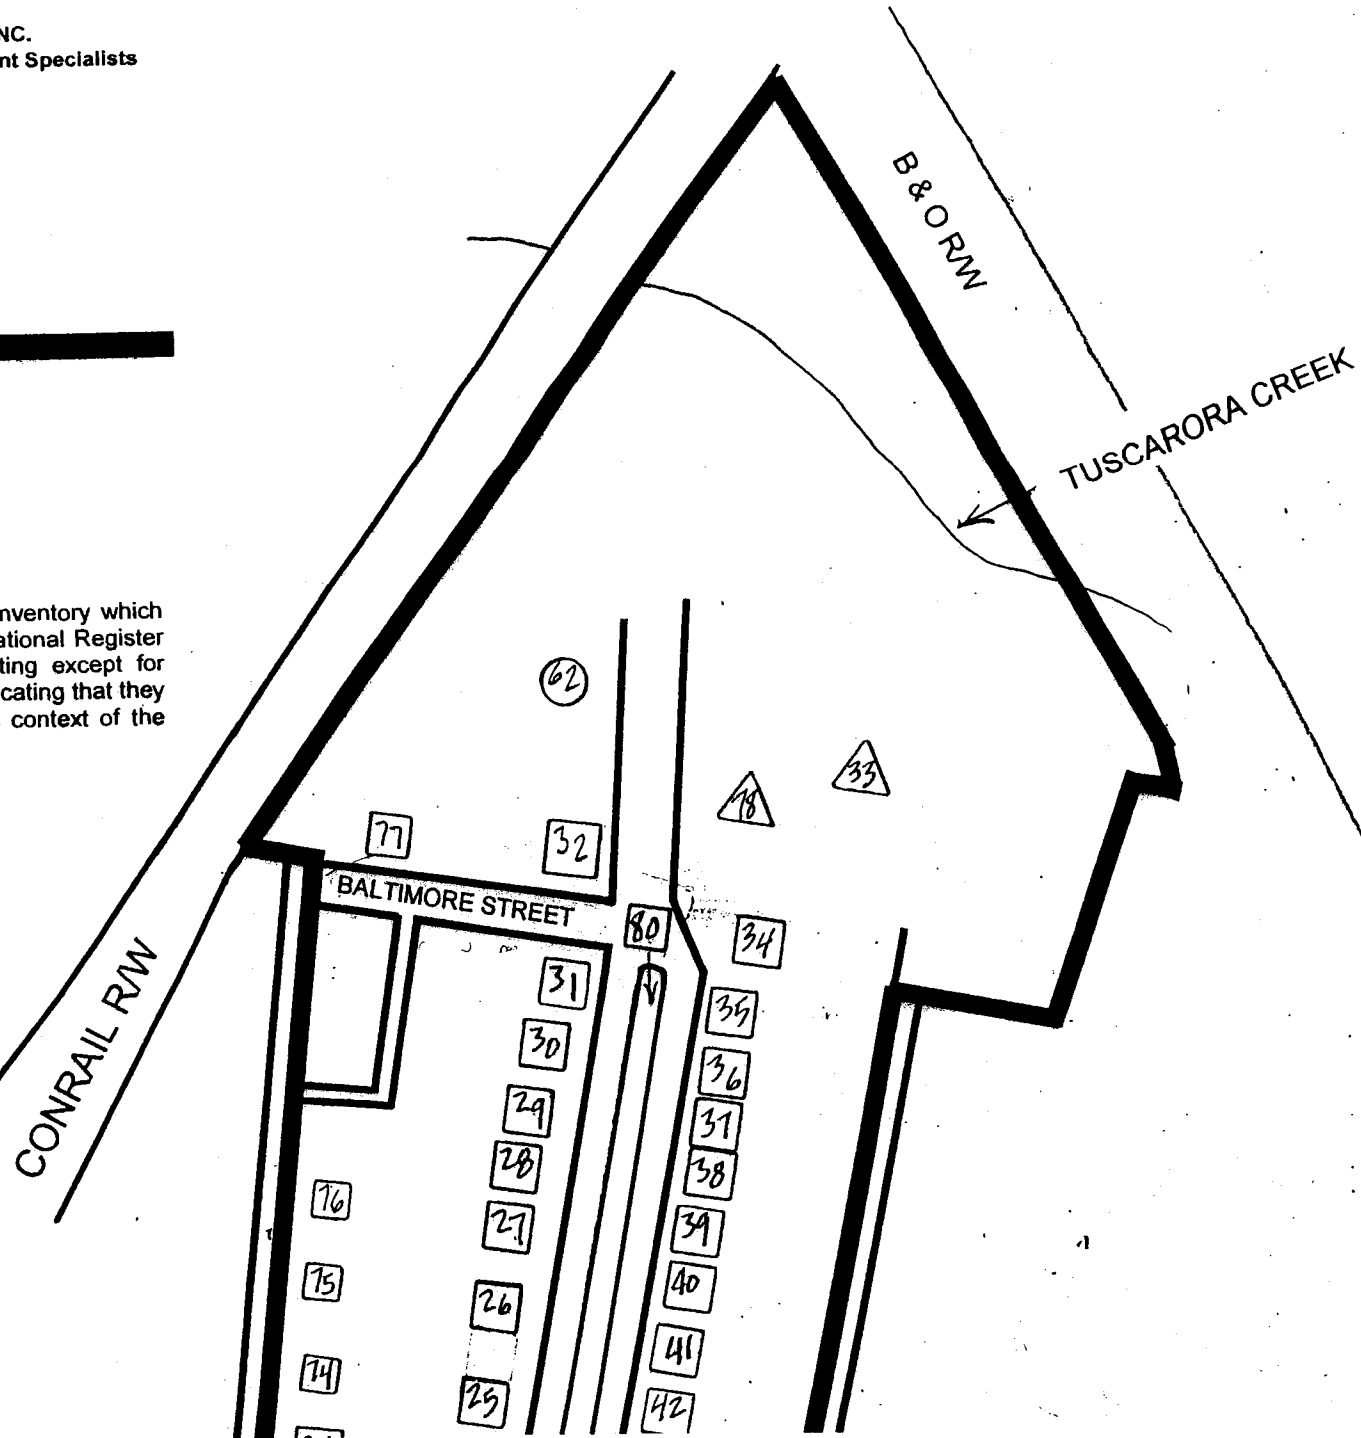 NC.
nt Specialists
B & O R/W
TUSCARORA CREEK
nventory which
ational Register
ting except for
cating that they
context of the
62
33
78
77
32
BALTIMORE STREET
80
34
31
35
30
36
29
37
28
38
CONRAIL R/W
76
27
39
75
26
40
74
41
25
42